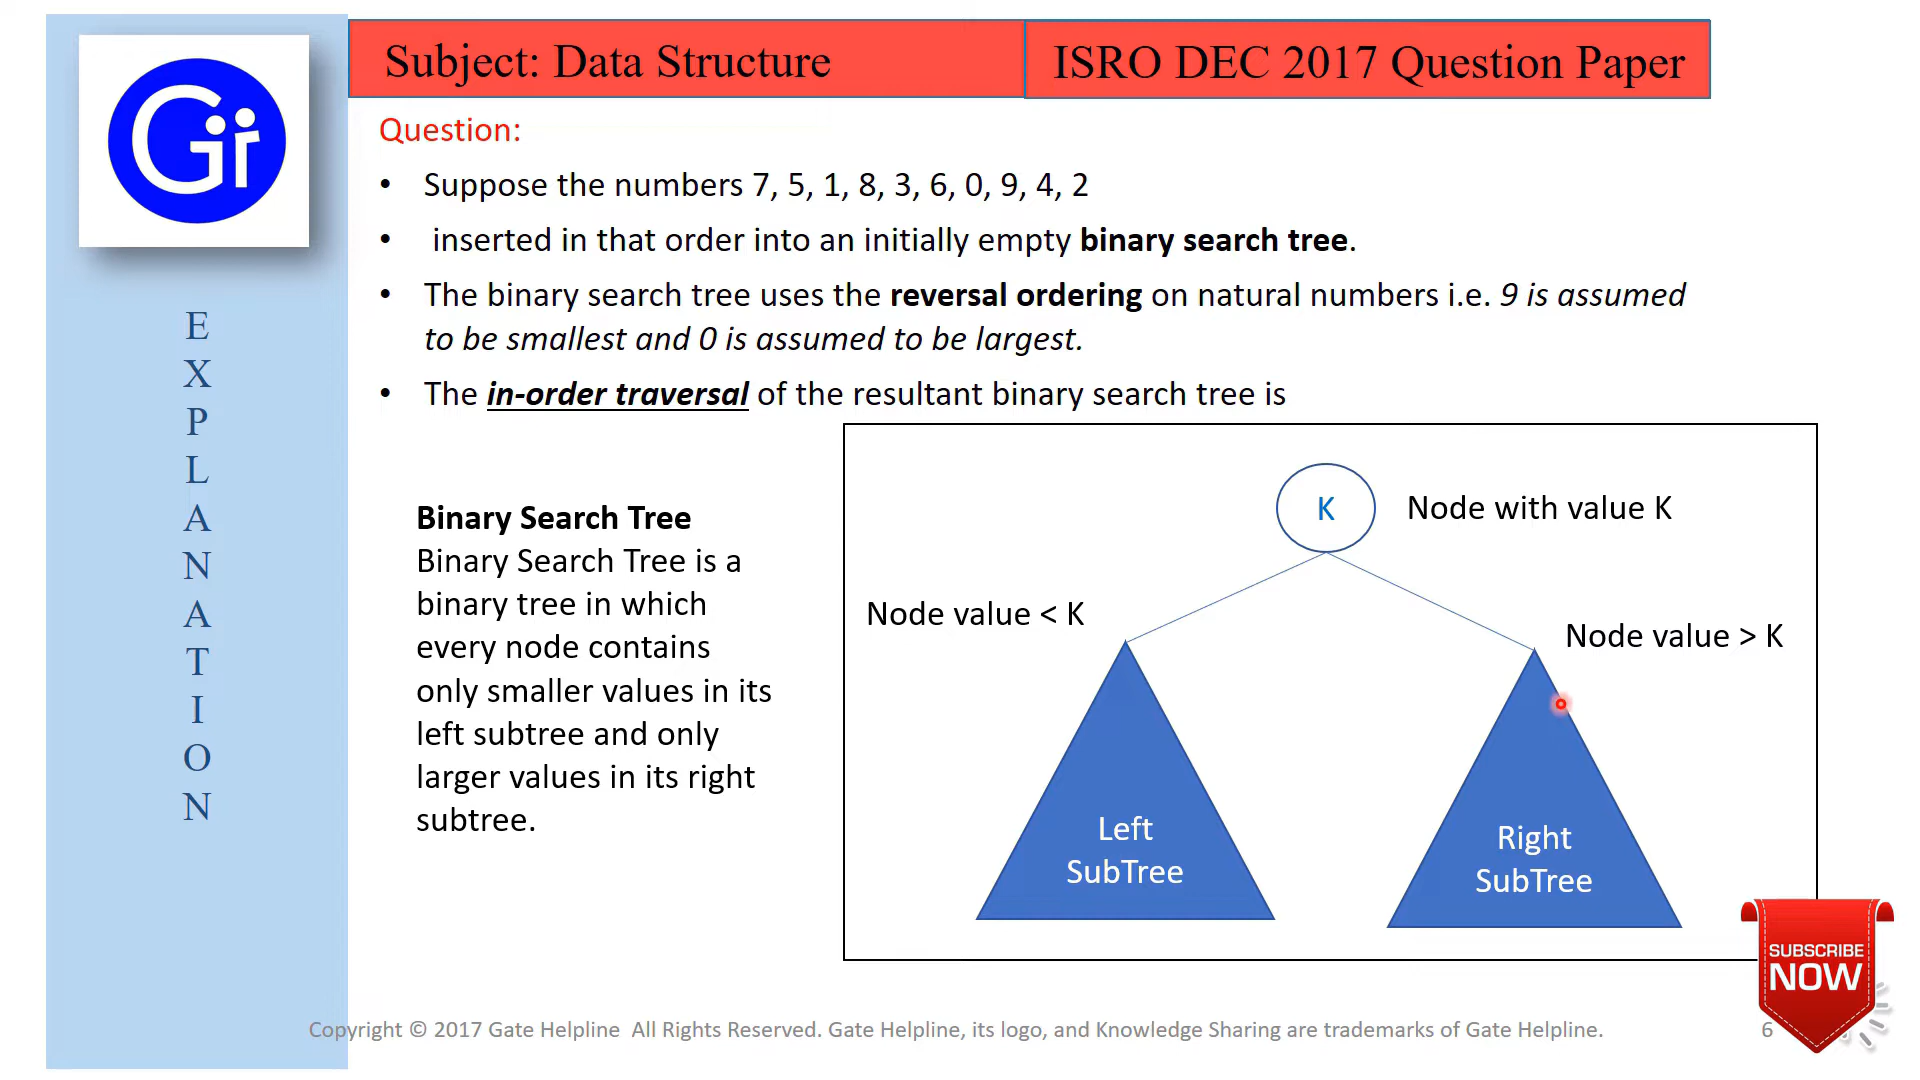 Gi
Subject: Data Structure
ISRO DEC 2017 Question Paper
EXPLANATION
Question:
• Suppose the numbers 7, 5, 1, 8, 3, 6, 0, 9, 4, 2
• inserted in that order into an initially empty binary search tree.
• The binary search tree uses the reversal ordering on natural numbers i.e. 9 is assumed
to be smallest and 0 is assumed to be largest.
• The in-order traversal of the resultant binary search tree is
Binary Search Tree
Binary Search Tree is a
binary tree in which
every node contains
only smaller values in its
left subtree and only
larger values in its right
subtree.
K
Node with value K
Node value < K
Node value > K
Left
SubTree
Right
SubTree
SUBSCRIBE
NOW
Copyright © 2017 Gate Helpline All Rights Reserved. Gate Helpline, its logo, and Knowledge Sharing are trademarks of Gate Helpline.
6